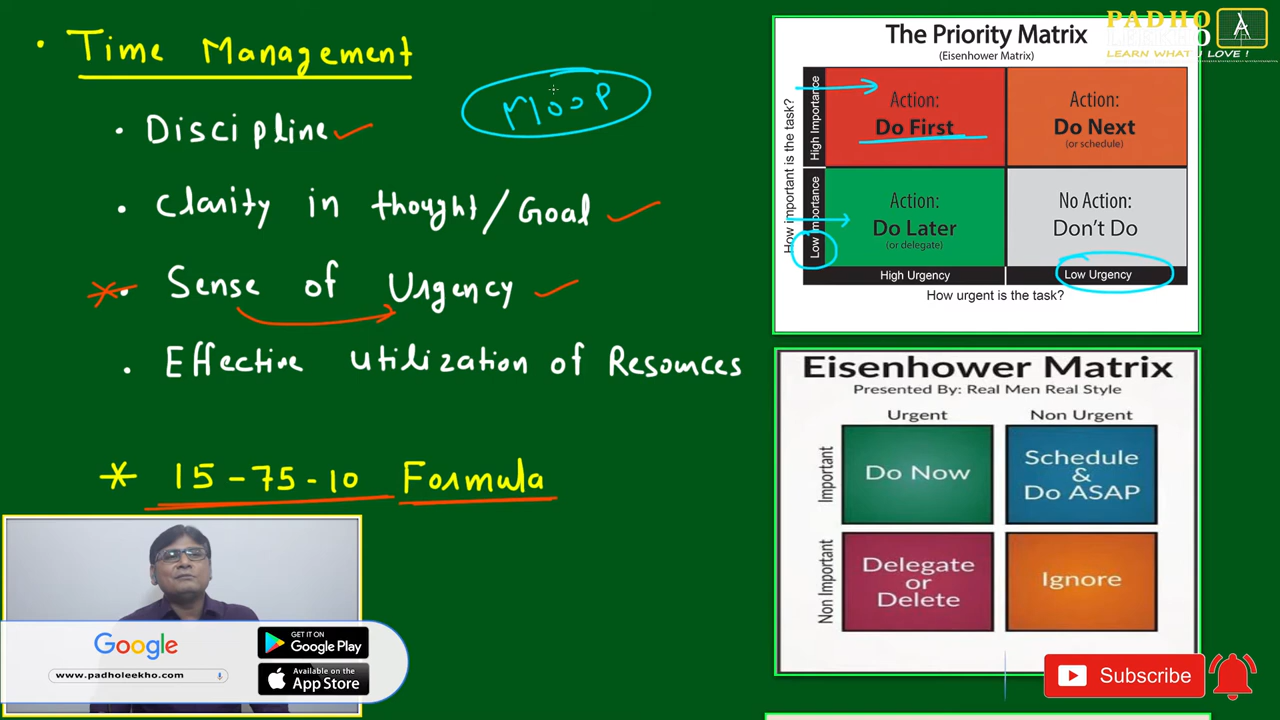 • Time Management
• Discipline
• Clarity in thought/Goal
• Sense of Urgency
• Effective Utilization of Resources
* 15-75-10 Formula
The Priority Matrix
(Eisenhower Matrix)
PADHO
LEEKHO
LEARN WHAT U LOVE !
How important is the task?
High Importance
Action:
Do First
Action:
Do Next
(or schedule)
Low Importance
Action:
Do Later
(or delegate)
No Action:
Don't Do
High Urgency
Low Urgency
How urgent is the task?
Eisenhower Matrix
Presented By: Real Men Real Style
Urgent
Non Urgent
Important
Do Now
Schedule
&
Do ASAP
Non Important
Delegate
or
Delete
Ignore
Google
www.padholeekho.com
GET IT ON
Google Play
Available on the
App Store
Subscribe